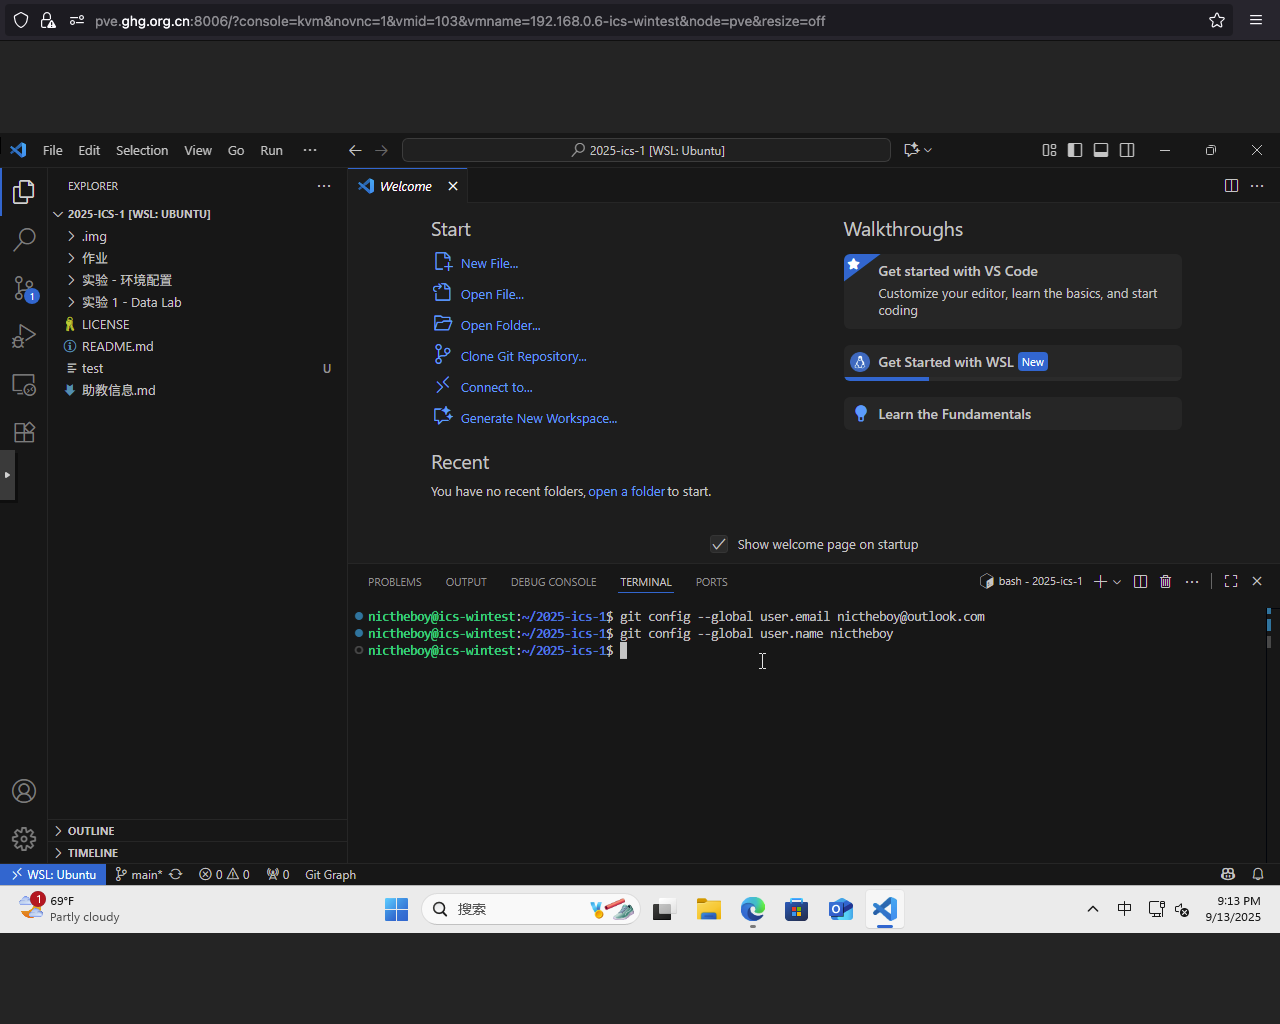 pve.ghg.org.cn:8006/?console=kvm&novnc=1&vmid=103&vmname=192.168.0.6-ics-wintest&node=pve&resize=off
File Edit Selection View Go Run ··· 2025-ics-1 [WSL: Ubuntu]
EXPLORER
Welcome
2025-ICS-1 [WSL: UBUNTU]
.img
作业
实验 - 环境配置
实验 1 - Data Lab
LICENSE
README.md
test U
助教信息.md
1
OUTLINE
TIMELINE
Start
New File...
Open File...
Open Folder...
Clone Git Repository...
Connect to...
Generate New Workspace...
Recent
You have no recent folders, open a folder to start.
Walkthroughs
Get started with VS Code
Customize your editor, learn the basics, and start
coding
Get Started with WSL New
Learn the Fundamentals
Show welcome page on startup
PROBLEMS OUTPUT DEBUG CONSOLE TERMINAL PORTS bash - 2025-ics-1
nictheboy@ics-wintest:~/2025-ics-1$ git config --global user.email nictheboy@outlook.com
nictheboy@ics-wintest:~/2025-ics-1$ git config --global user.name nictheboy
nictheboy@ics-wintest:~/2025-ics-1$
WSL: Ubuntu main* 0 0 0 Git Graph
1
69°F
Partly cloudy
搜索
中
9:13 PM
9/13/2025